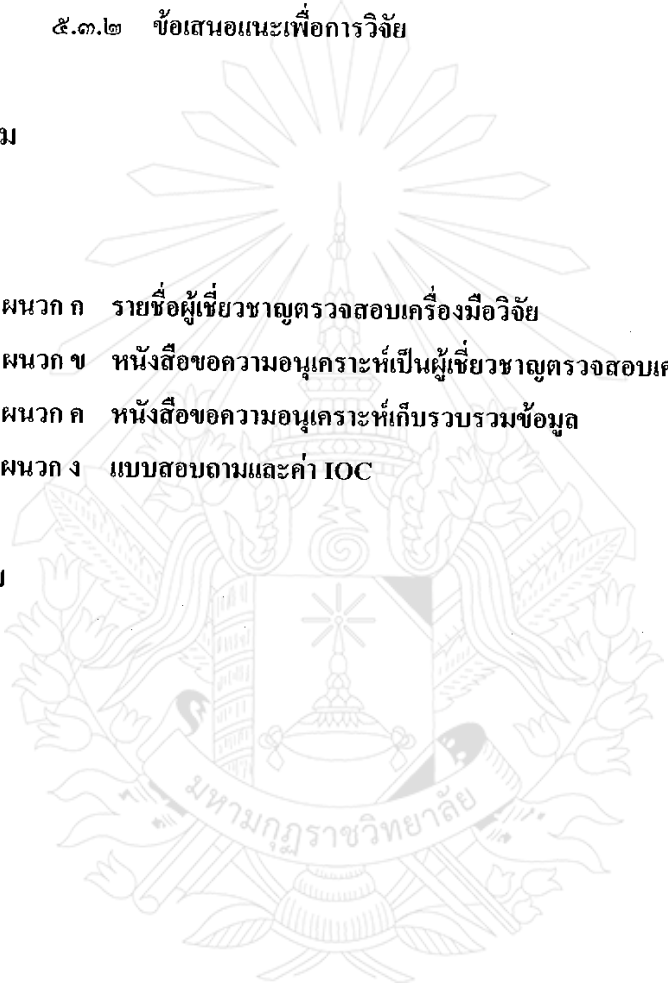 ๕.๓.๒ ข้อเสนอแนะเพื่อการวิจัย
ม
ผนวก ก รายชื่อผู้เชี่ยวชาญตรวจสอบเครื่องมือวิจัย
ผนวก ข หนังสือขอความอนุเคราะห์เป็นผู้เชี่ยวชาญตรวจสอบเค
ผนวก ค หนังสือขอความอนุเคราะห์เก็บรวบรวมข้อมูล
ผนวก ง แบบสอบถามและค่า IOC
มหามกุฏราชวิทยาลัย